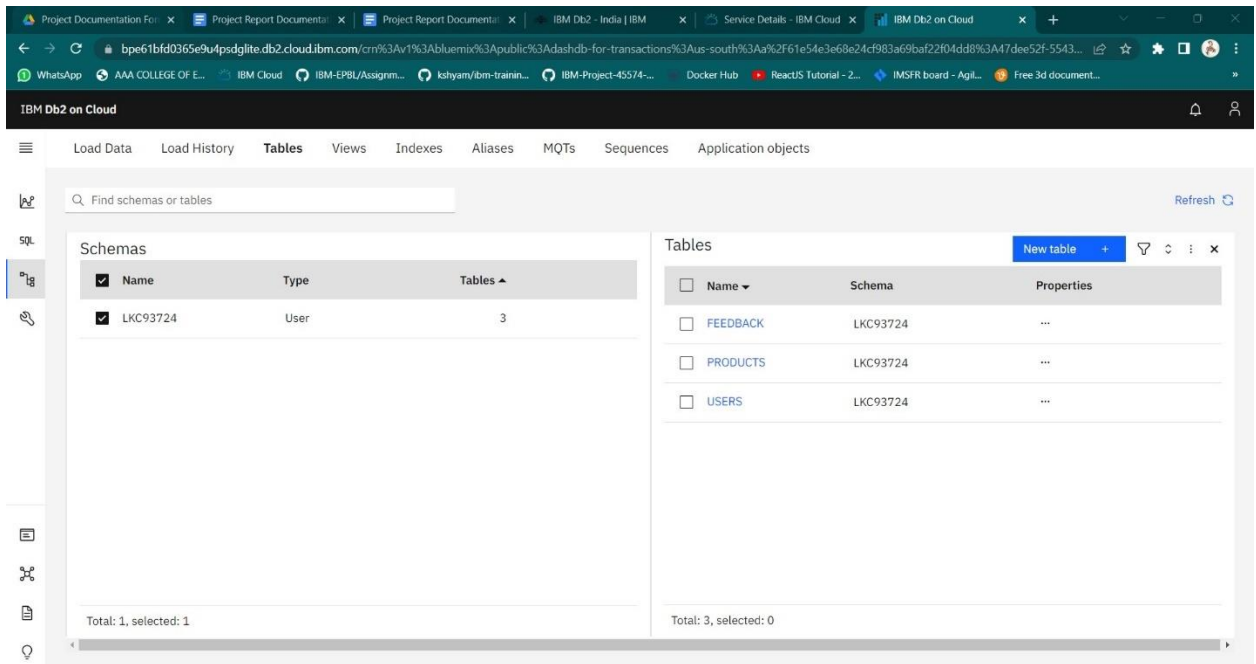 Project Documentation For
Project Report Documentat
Project Report Documentat
IBM Db2 - India | IBM
Service Details - IBM Cloud
IBM Db2 on Cloud
bpe61bfd0365e9u4psdglite.db2.cloud.ibm.com/crn%3Av1%3Abluemix%3Apublic%3Adashdb-for-transactions%3Aus-south%3Aa%2F61e54e3e68e24cf983a69baf22f04dd8%3A47dee52f-5543...
WhatsApp
AAA COLLEGE OF E...
IBM Cloud
IBM-EPBL/Assignm...
kshyam/ibm-trainin...
IBM-Project-45574-...
Docker Hub
ReactJS Tutorial - 2...
IMSFR board - Agil...
Free 3d document...
»
IBM Db2 on Cloud
Load Data Load History Tables Views Indexes Aliases MQTs Sequences Application objects
Find schemas or tables
Refresh
SQL
Schemas
Name Type Tables
LKC93724 User 3
Total: 1, selected: 1
Tables
New table +
Name Schema Properties
FEEDBACK LKC93724 ...
PRODUCTS LKC93724 ...
USERS LKC93724 ...
Total: 3, selected: 0